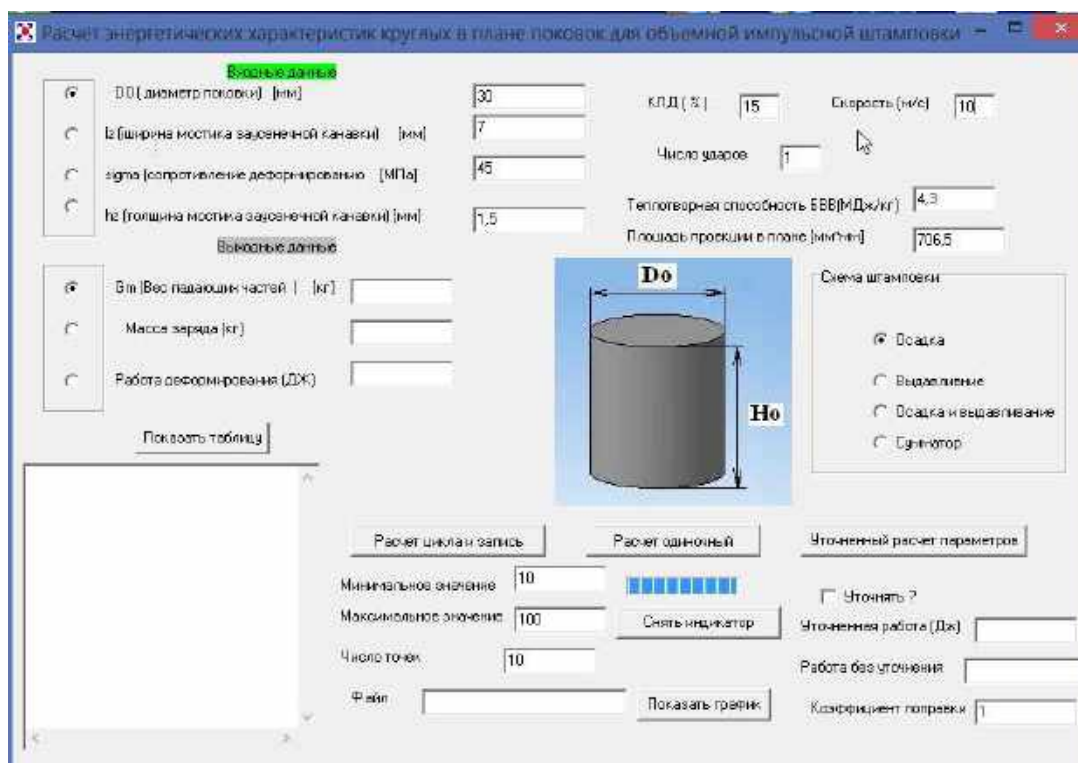 Расчет энергетических характеристик круглых в плане поковок для объемной импульсной штамповки
Входные данные
D0 ( диаметр поковки) [мм]
30
КПД ( % )
15
Скорость (м/с)
10
lz (ширина мостика заусенечной канавки) [мм]
7
Число ударов
1
sigma (сопротивление деформированию [МПа]
45
Теплотворная способность БВВ(МДж/кг)
4,3
hz (толщина мостика заусенечной канавки) [мм]
1,5
Площадь проекции в плане [мм*мм]
706,5
Выходные данные
Gm (Вес падающих частей ) [кг]
Масса заряда [кг]
Работа деформирования (ДЖ)
Do
Ho
Схема штамповки
Осадка
Выдавливние
Осадка и выдавливание
Сумматор
Показать таблицу
Расчет цикла и запись
Расчет одиночный
Уточненный расчет параметров
Минимальное значение
10
Уточнять ?
Максимальное значение
100
Снять индикатор
Уточненная работа (Дж)
Число точек
10
Работа без уточнения
Файл
Показать график
Коэффициент поправки
1